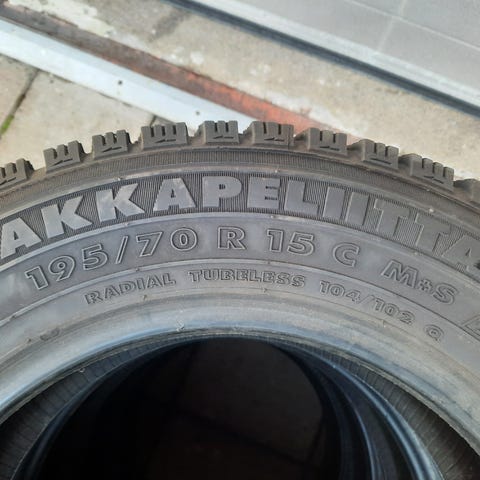 AKKAPELIITTA
195/70 R 15 C M+S
RADIAL TUBELESS 104/102 Q